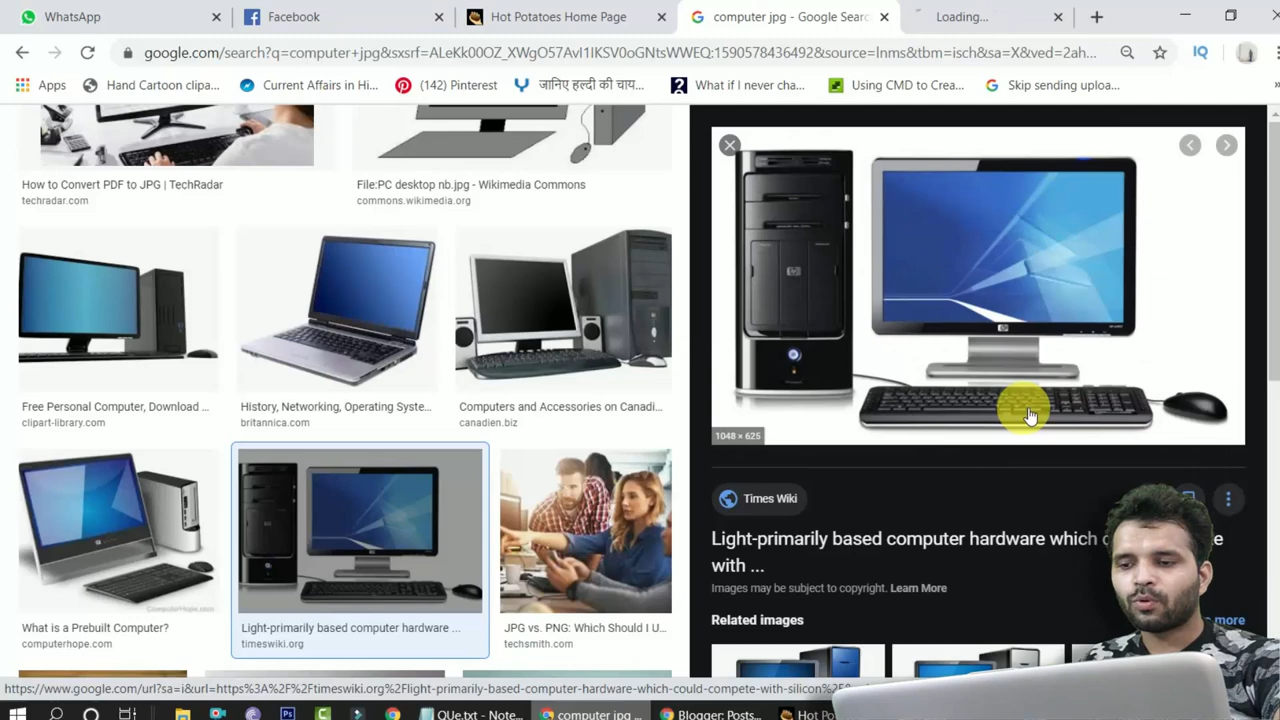 WhatsApp
Facebook
Hot Potatoes Home Page
computer jpg - Google Sear
Loading...
google.com/search?q=computer+jpg&sxsrf=ALeKk00OZ_XWgO57AvI1IKSV0oGNtsWWEQ:1590578436492&source=lnms&tbm=isch&sa=X&ved=2ah...
Apps
Hand Cartoon clipa...
Current Affairs in Hi...
(142) Pinterest
जानिए हल्दी की चाय...
What if I never cha...
Using CMD to Crea...
Skip sending uploa...
How to Convert PDF to JPG | TechRadar
techradar.com
File:PC desktop nb.jpg - Wikimedia Commons
commons.wikimedia.org
Free Personal Computer, Download ...
clipart-library.com
History, Networking, Operating Syste...
britannica.com
Computers and Accessories on Canadi...
canadien.biz
1048 × 625
Times Wiki
Light-primarily based computer hardware which
with ...
Images may be subject to copyright. Learn More
Related images
more
ComputerHope.com
What is a Prebuilt Computer?
computerhope.com
Light-primarily based computer hardware ...
timeswiki.org
JPG vs. PNG: Which Should I U...
techsmith.com
https://www.google.com/url?sa=i&url=https%3A%2F%2Ftimeswiki.org%2Flight-primarily-based-computer-hardware-which-could-compete-with-silicon%2F
QUe.txt - Note...
computer jpg ...
Blogger: Posts...
Hot Po